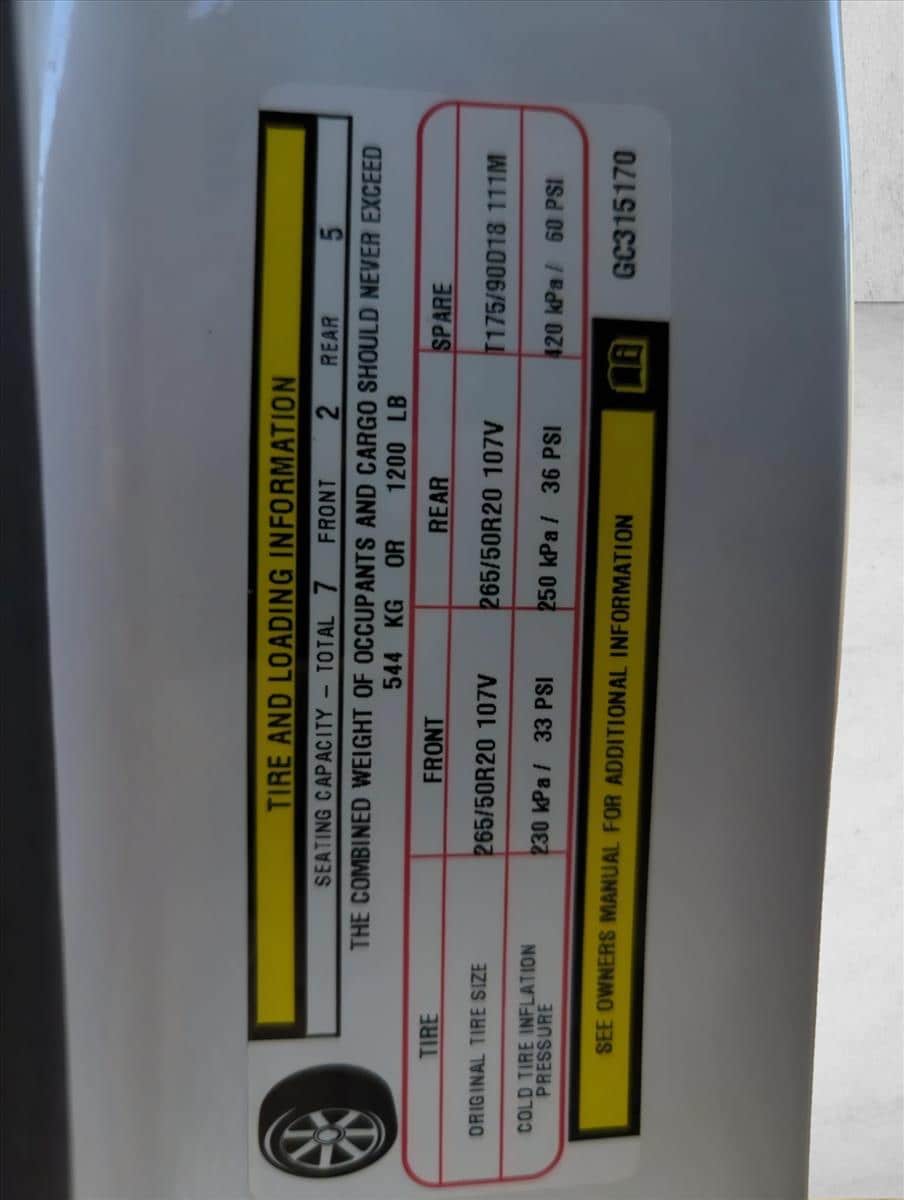 TIRE AND LOADING INFORMATION
SEATING CAPACITY - TOTAL 7 FRONT 2 REAR 5
THE COMBINED WEIGHT OF OCCUPANTS AND CARGO SHOULD NEVER EXCEED
544 KG OR 1200 LB
TIRE FRONT REAR SPARE
ORIGINAL TIRE SIZE 265/50R20 107V 265/50R20 107V T175/90D18 111M
COLD TIRE INFLATION 230 kPa / 33 PSI 250 kPa / 36 PSI 420 kPa / 60 PSI
PRESSURE
SEE OWNERS MANUAL FOR ADDITIONAL INFORMATION
GC315170